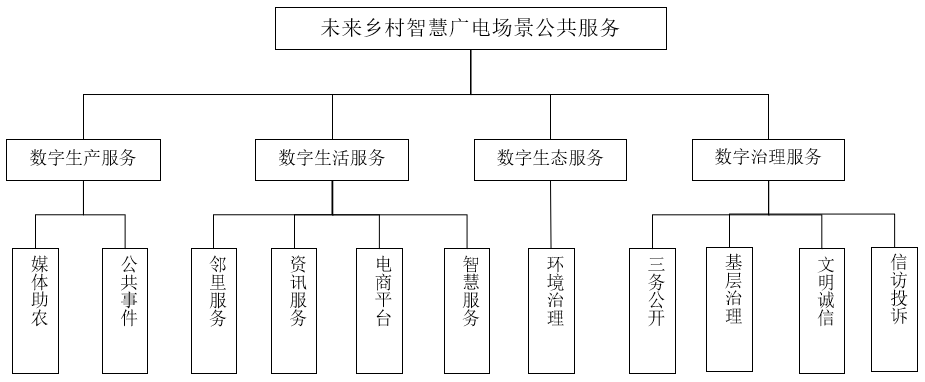 未来乡村智慧广电场景公共服务
数字生产服务
数字生活服务
数字生态服务
数字治理服务
媒体助农
公共事件
邻里服务
资讯服务
电商平台
智慧服务
环境治理
三务公开
基层治理
文明诚信
信访投诉